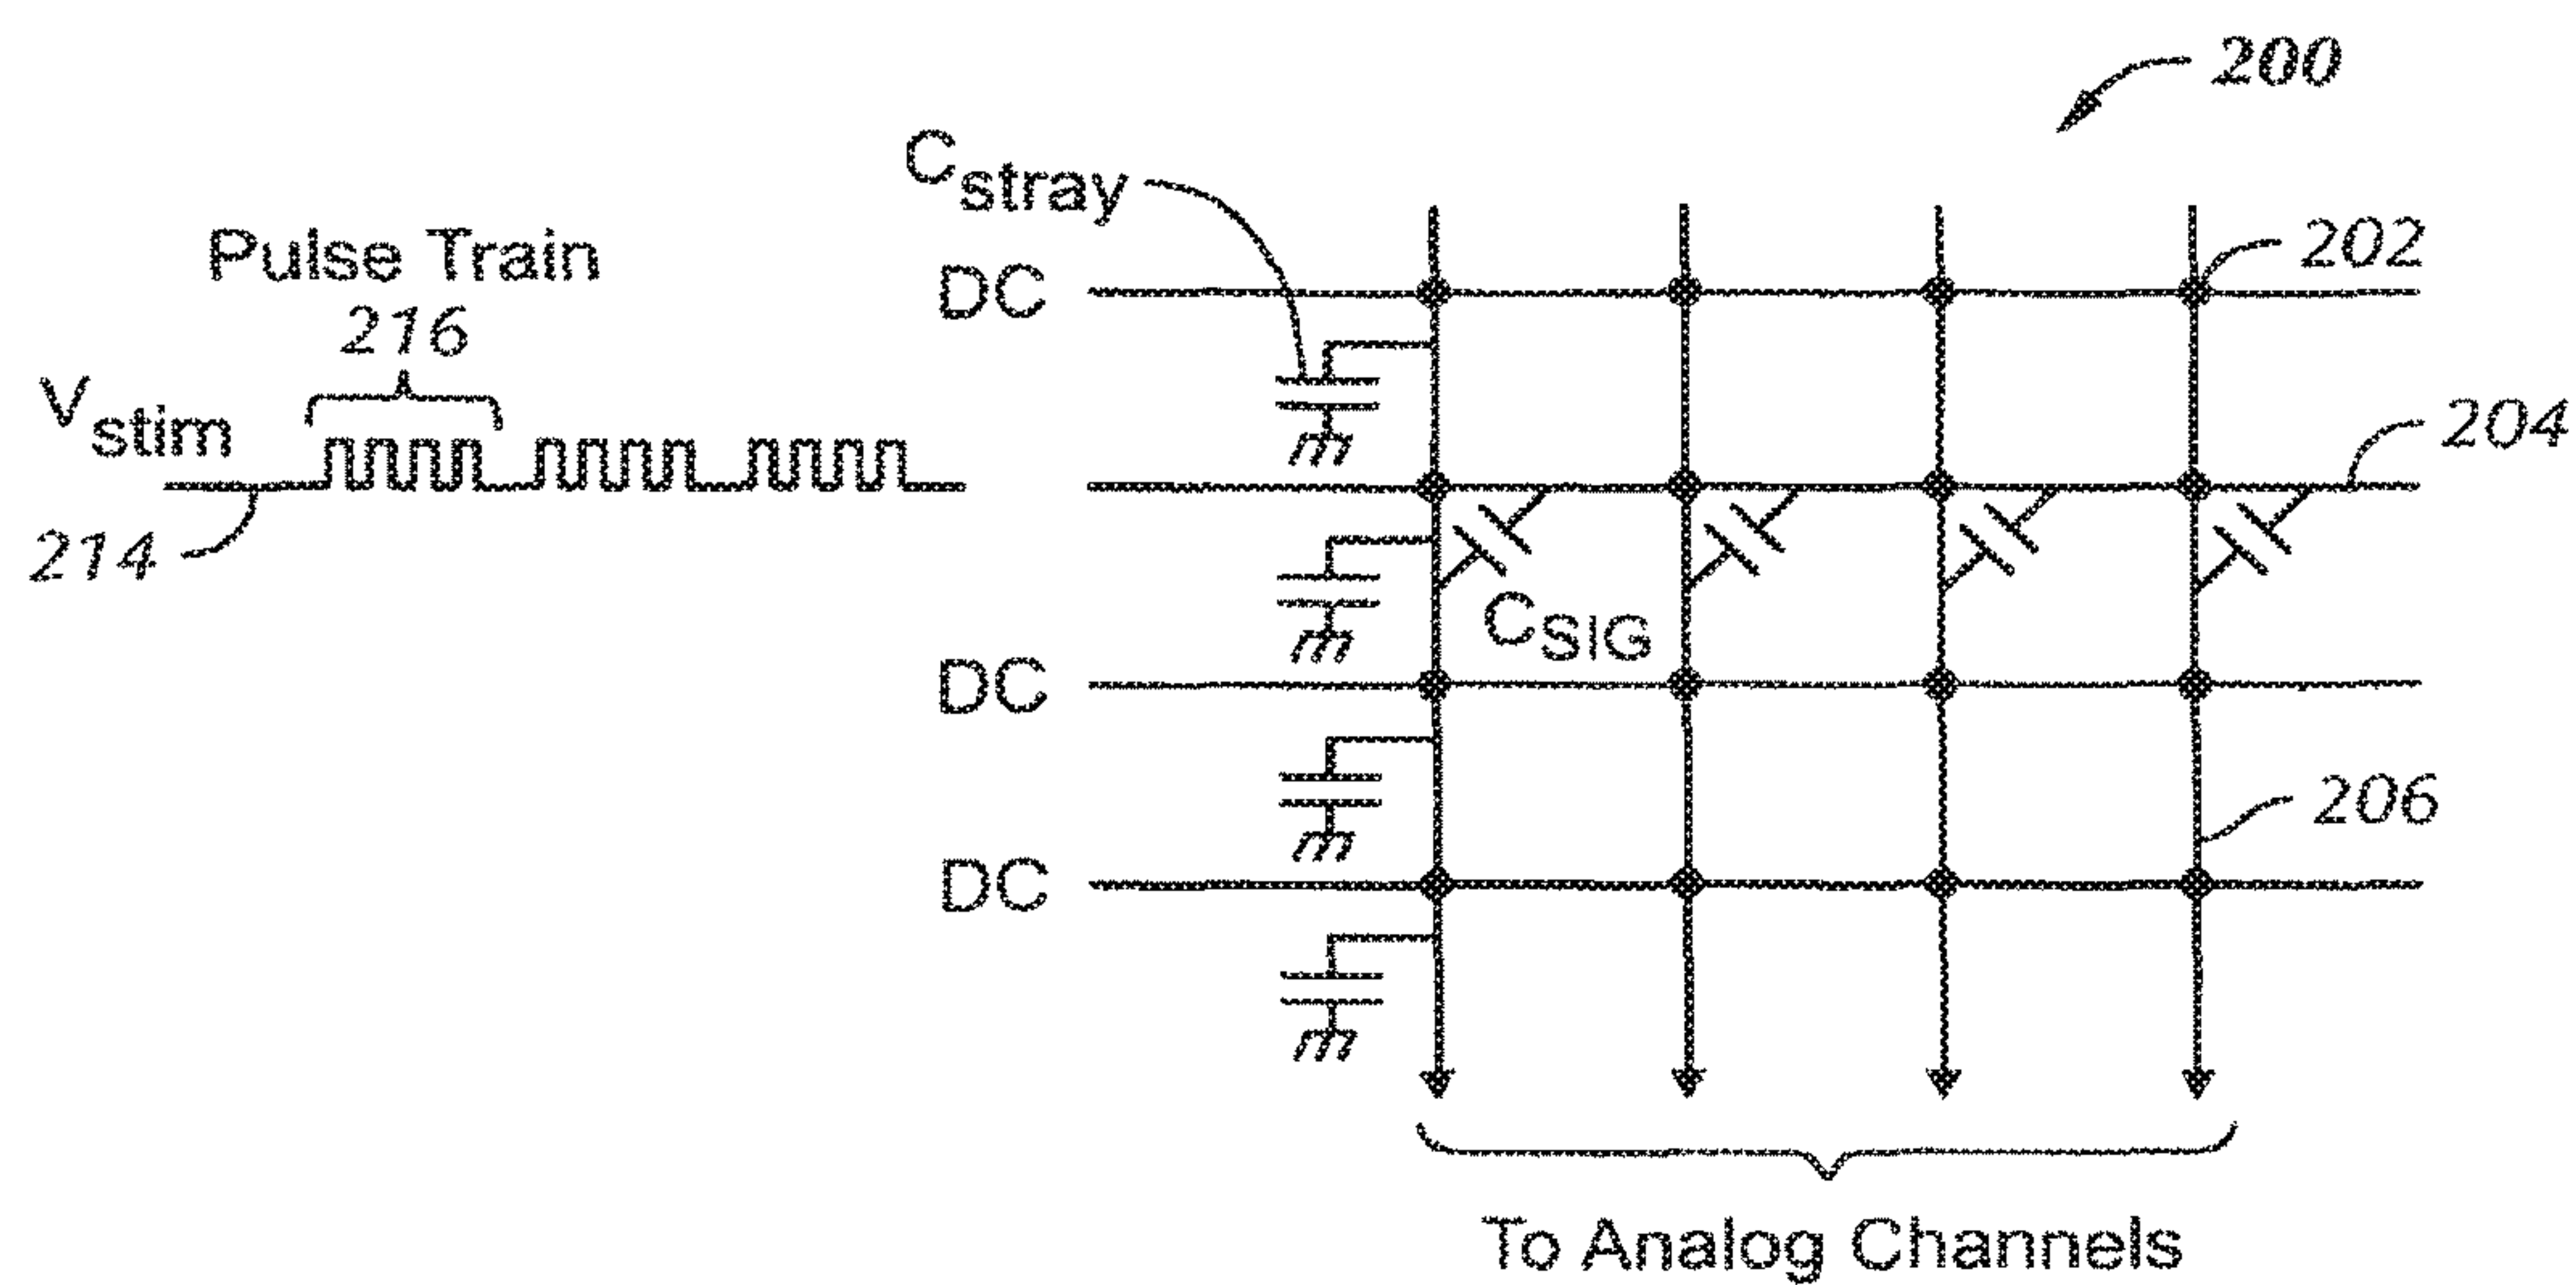 200
Cstray
Pulse Train
216
DC
202
Vstim
204
214
CSIG
DC
206
DC
To Analog Channels